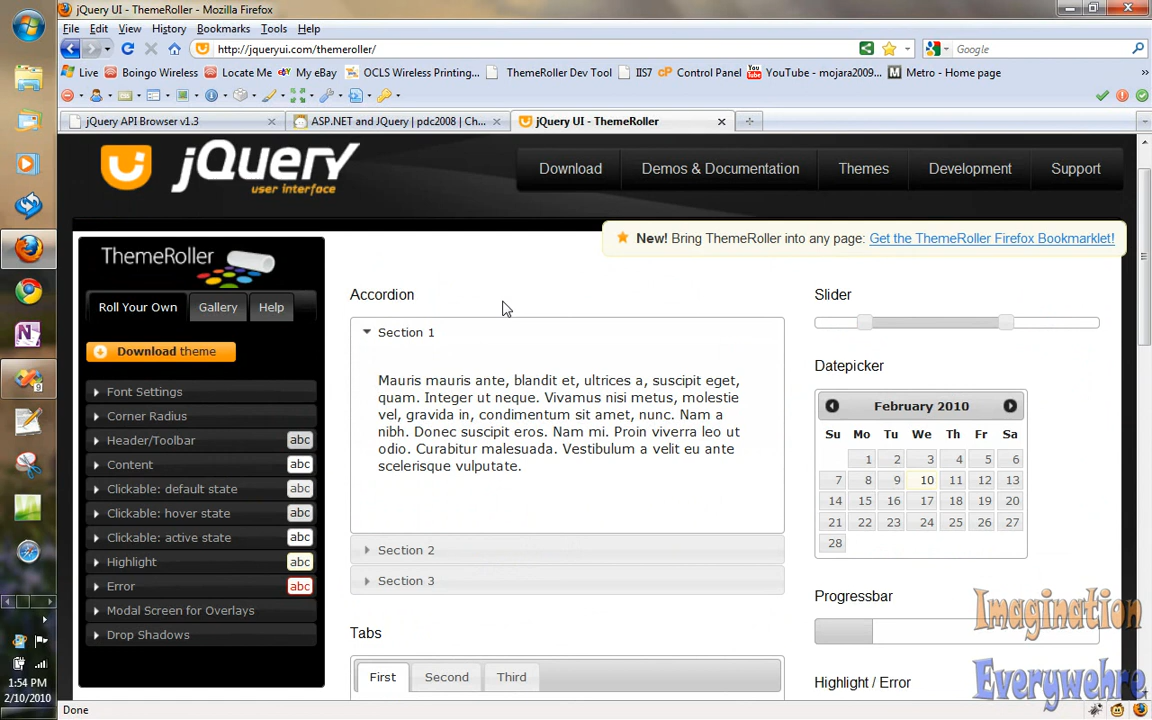 jQuery UI - ThemeRoller - Mozilla Firefox
File Edit View History Bookmarks Tools Help
http://jqueryui.com/themeroller/
Google
Live Boingo Wireless Locate Me My eBay OCLS Wireless Printing... ThemeRoller Dev Tool IIS7 Control Panel YouTube - mojara2009... Metro - Home page
jQuery API Browser v1.3 ASP.NET and JQuery | pdc2008 | Ch... jQuery UI - ThemeRoller
jQuery
user interface
Download Demos & Documentation Themes Development Support
New! Bring ThemeRoller into any page: Get the ThemeRoller Firefox Bookmarklet!
ThemeRoller
Roll Your Own Gallery Help
Download theme
Font Settings
Corner Radius
Header/Toolbar abc
Content abc
Clickable: default state abc
Clickable: hover state abc
Clickable: active state abc
Highlight abc
Error abc
Modal Screen for Overlays
Drop Shadows
Accordion
Section 1
Mauris mauris ante, blandit et, ultrices a, suscipit eget,
quam. Integer ut neque. Vivamus nisi metus, molestie
vel, gravida in, condimentum sit amet, nunc. Nam a
nibh. Donec suscipit eros. Nam mi. Proin viverra leo ut
odio. Curabitur malesuada. Vestibulum a velit eu ante
scelerisque vulputate.
Section 2
Section 3
Tabs
First Second Third
Slider
Datepicker
February 2010
Su Mo Tu We Th Fr Sa
1 2 3 4 5 6
7 8 9 10 11 12 13
14 15 16 17 18 19 20
21 22 23 24 25 26 27
28
Progressbar
Highlight / Error
Imagination
Everywehre
9
1:54 PM
2/10/2010
Done